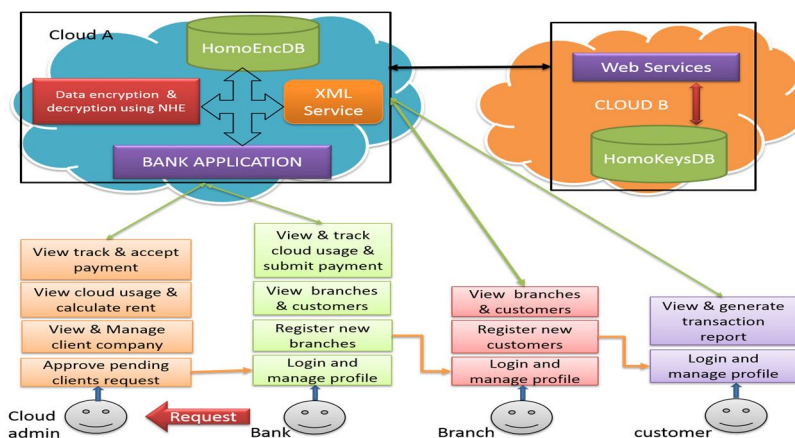 Cloud A
HomoEncDB
Data encryption &
decryption using NHE
XML
Service
BANK APPLICATION
Web Services
CLOUD B
HomoKeysDB
View track & accept
payment
View cloud usage &
calculate rent
View & Manage
client company
Approve pending
clients request
Cloud
admin
Request
View & track
cloud usage &
submit payment
View branches
& customers
Register new
branches
Login and
manage profile
Bank
View branches
& customers
Register new
customers
Login and
manage profile
Branch
View & generate
transaction
report
Login and
manage profile
customer